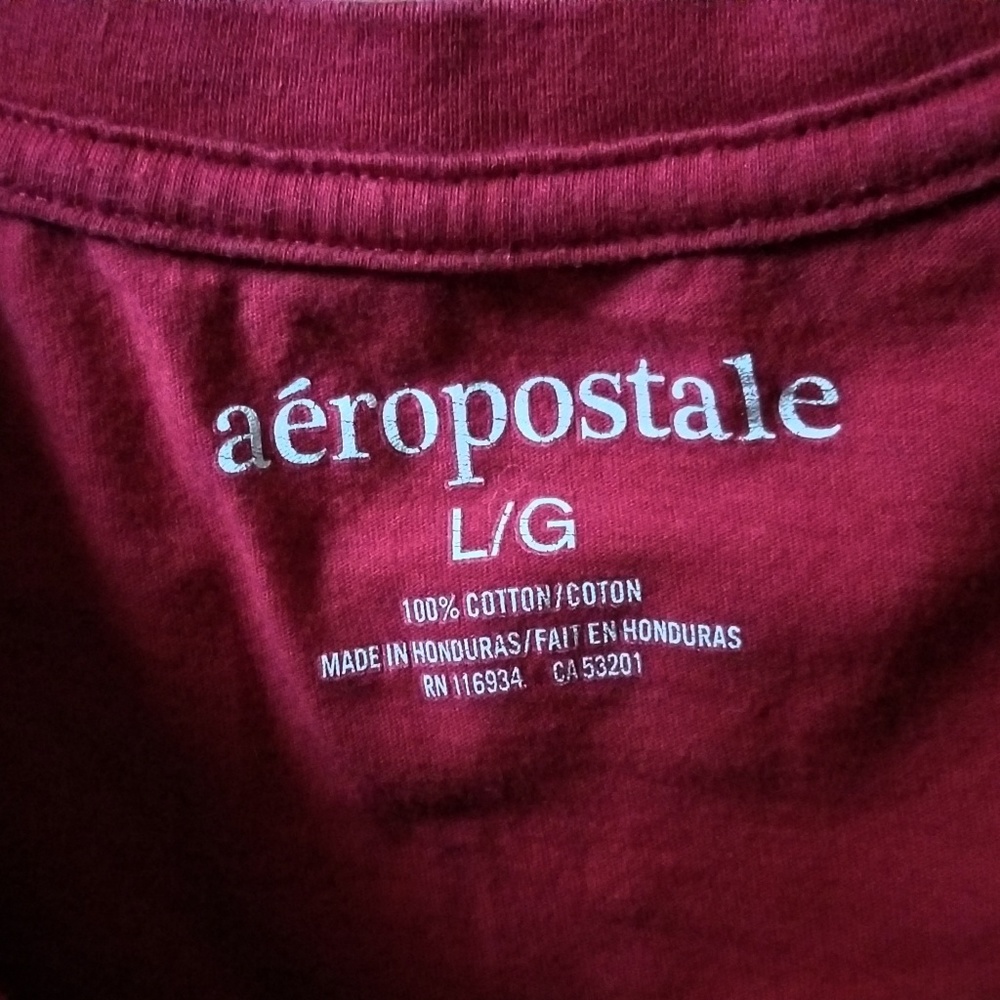 aéropostale
L/G
100% COTTON/COTON
MADE IN HONDURAS/FAIT EN HONDURAS
RN 116934 CA 53201